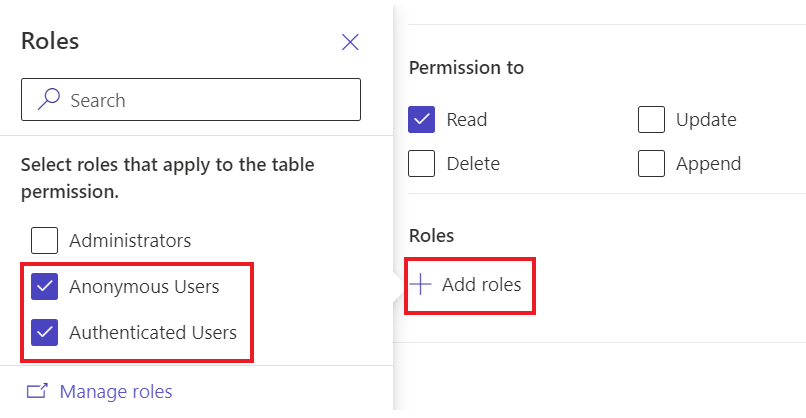 Roles
Search
Select roles that apply to the table
permission.
Administrators
Anonymous Users
Authenticated Users
Manage roles
Permission to
Read
Update
Delete
Append
Roles
Add roles